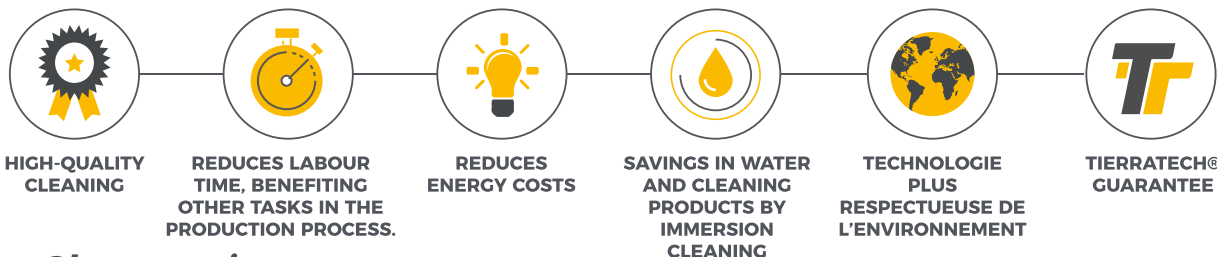 HIGH-QUALITY
CLEANING
REDUCES LABOUR
TIME, BENEFITING
OTHER TASKS IN THE
PRODUCTION PROCESS.
REDUCES
ENERGY COSTS
SAVINGS IN WATER
AND CLEANING
PRODUCTS BY
IMMERSION
CLEANING
TECHNOLOGIE
PLUS
RESPECTUEUSE DE
L'ENVIRONNEMENT
TIERRATECH®
GUARANTEE